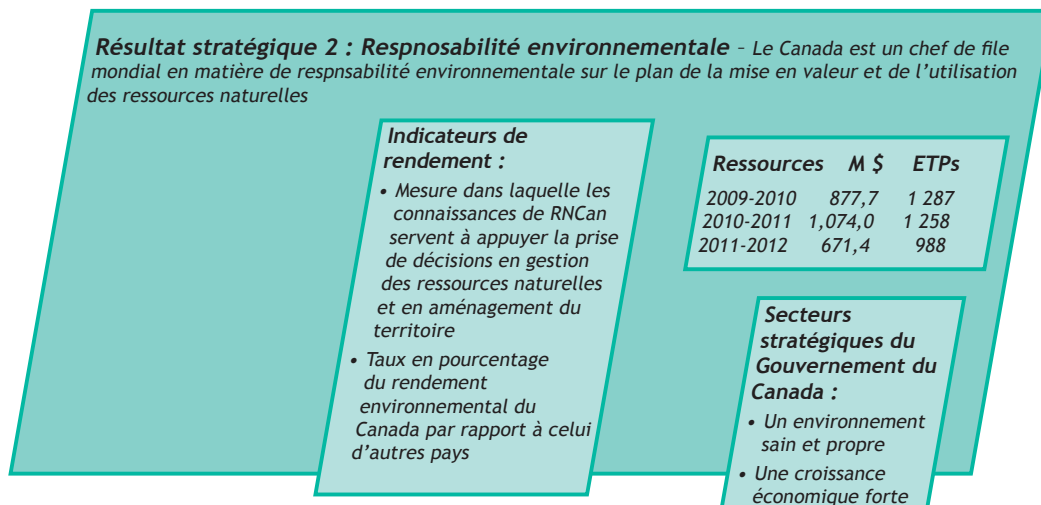 Résultat stratégique 2 : Respnosabilité environnementale – Le Canada est un chef de file
mondial en matière de respnsabilité environnementale sur le plan de la mise en valeur et de l'utilisation
des ressources naturelles
Indicateurs de
rendement :
• Mesure dans laquelle les
connaissances de RNCan
servent à appuyer la prise
de décisions en gestion
des ressources naturelles
et en aménagement du
territoire
• Taux en pourcentage
du rendement
environnemental du
Canada par rapport à celui
d'autres pays
Ressources M $ ETPs
2009-2010 877,7 1 287
2010-2011 1,074,0 1 258
2011-2012 671,4 988
Secteurs
stratégiques du
Gouvernement du
Canada :
• Un environnement
sain et propre
• Une croissance
économique forte